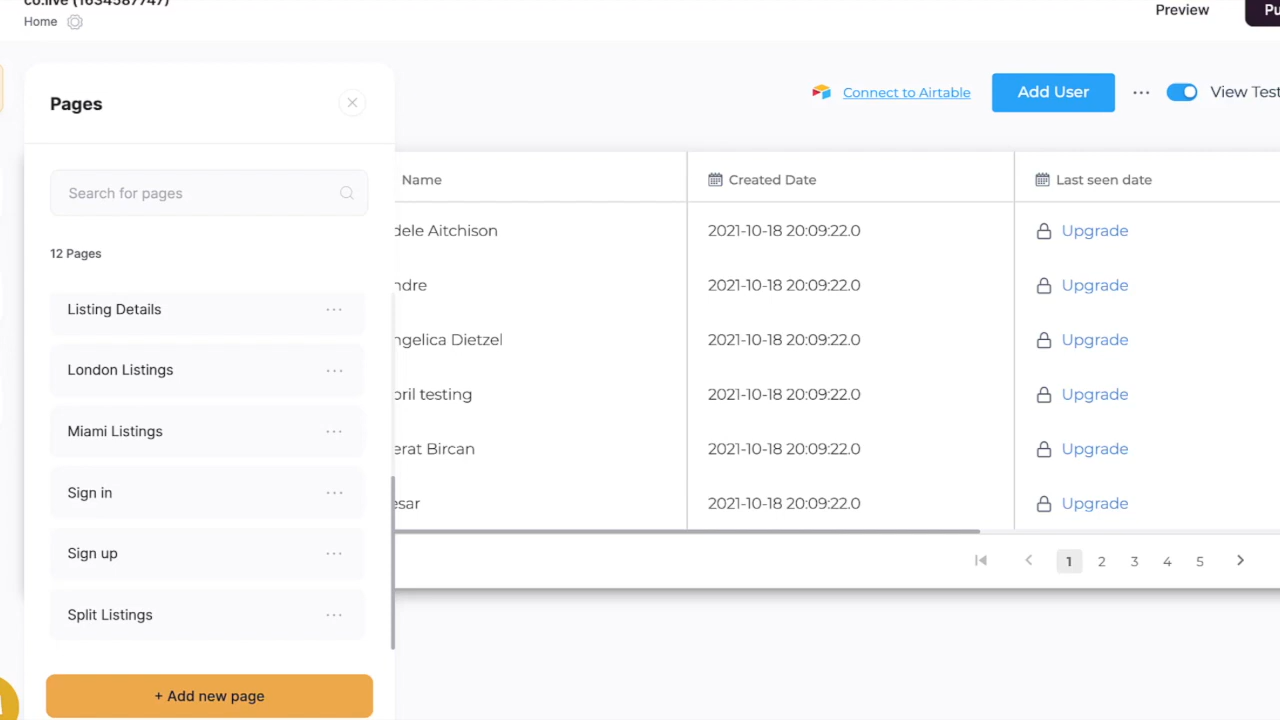 co.live (1634587747)
Home
Preview
Pages
Connect to Airtable
Add User
View Test
Search for pages
12 Pages
Listing Details
London Listings
Miami Listings
Sign in
Sign up
Split Listings
+ Add new page
Name
Created Date
Last seen date
dele Aitchison
2021-10-18 20:09:22.0
Upgrade
ndre
2021-10-18 20:09:22.0
Upgrade
ngelica Dietzel
2021-10-18 20:09:22.0
Upgrade
pril testing
2021-10-18 20:09:22.0
Upgrade
erat Bircan
2021-10-18 20:09:22.0
Upgrade
esar
2021-10-18 20:09:22.0
Upgrade
1 2 3 4 5